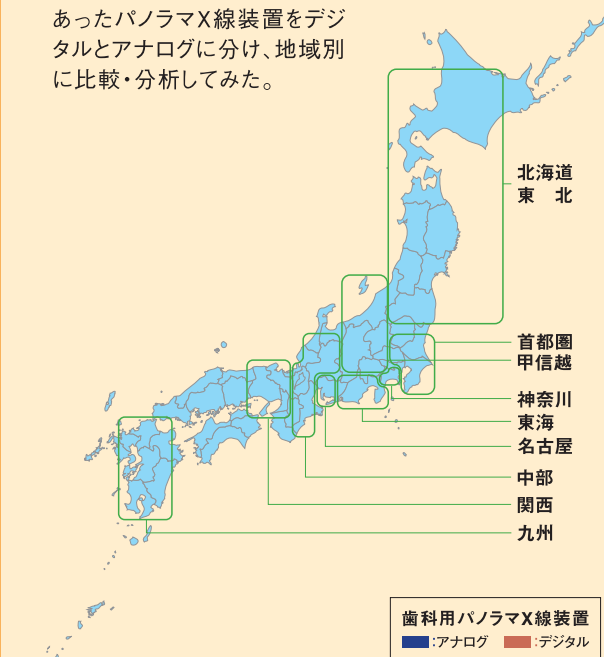 あったパノラマX線装置をデジ
タルとアナログに分け、地域別
に比較・分析してみた。
北海道
東　北
首都圏
甲信越
神奈川
東海
名古屋
中部
関西
九州
歯科用パノラマX線装置
:アナログ　:デジタル